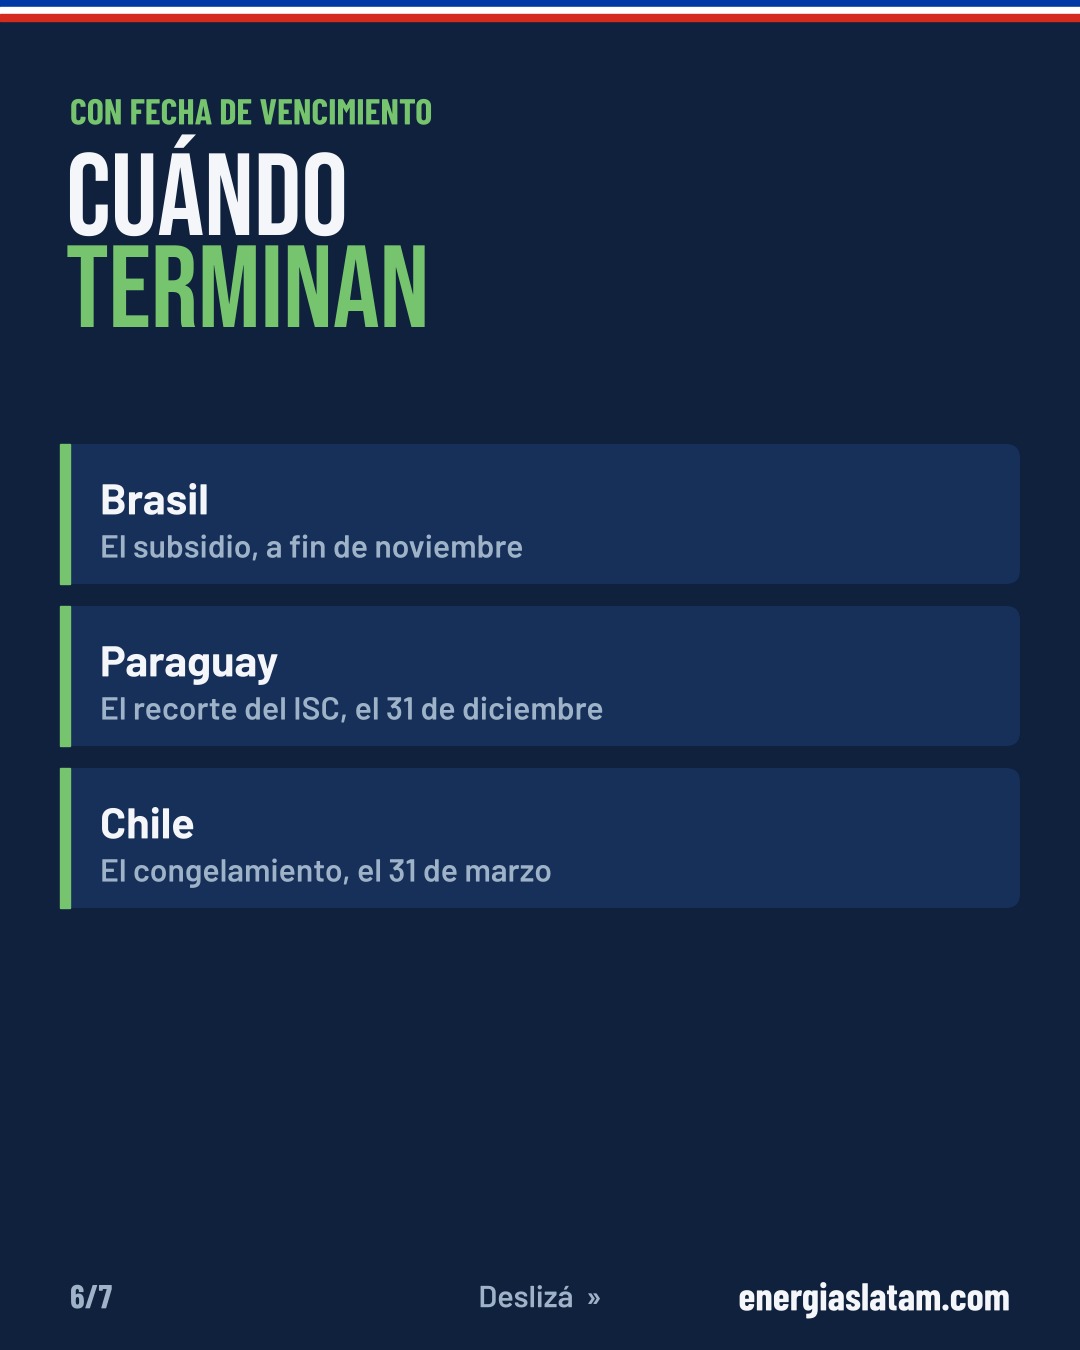 CON FECHA DE VENCIMIENTO
CUÁNDO
TERMINAN
Brasil
El subsidio, a fin de noviembre
Paraguay
El recorte del ISC, el 31 de diciembre
Chile
El congelamiento, el 31 de marzo
6/7
Deslizá »
energiaslatam.com